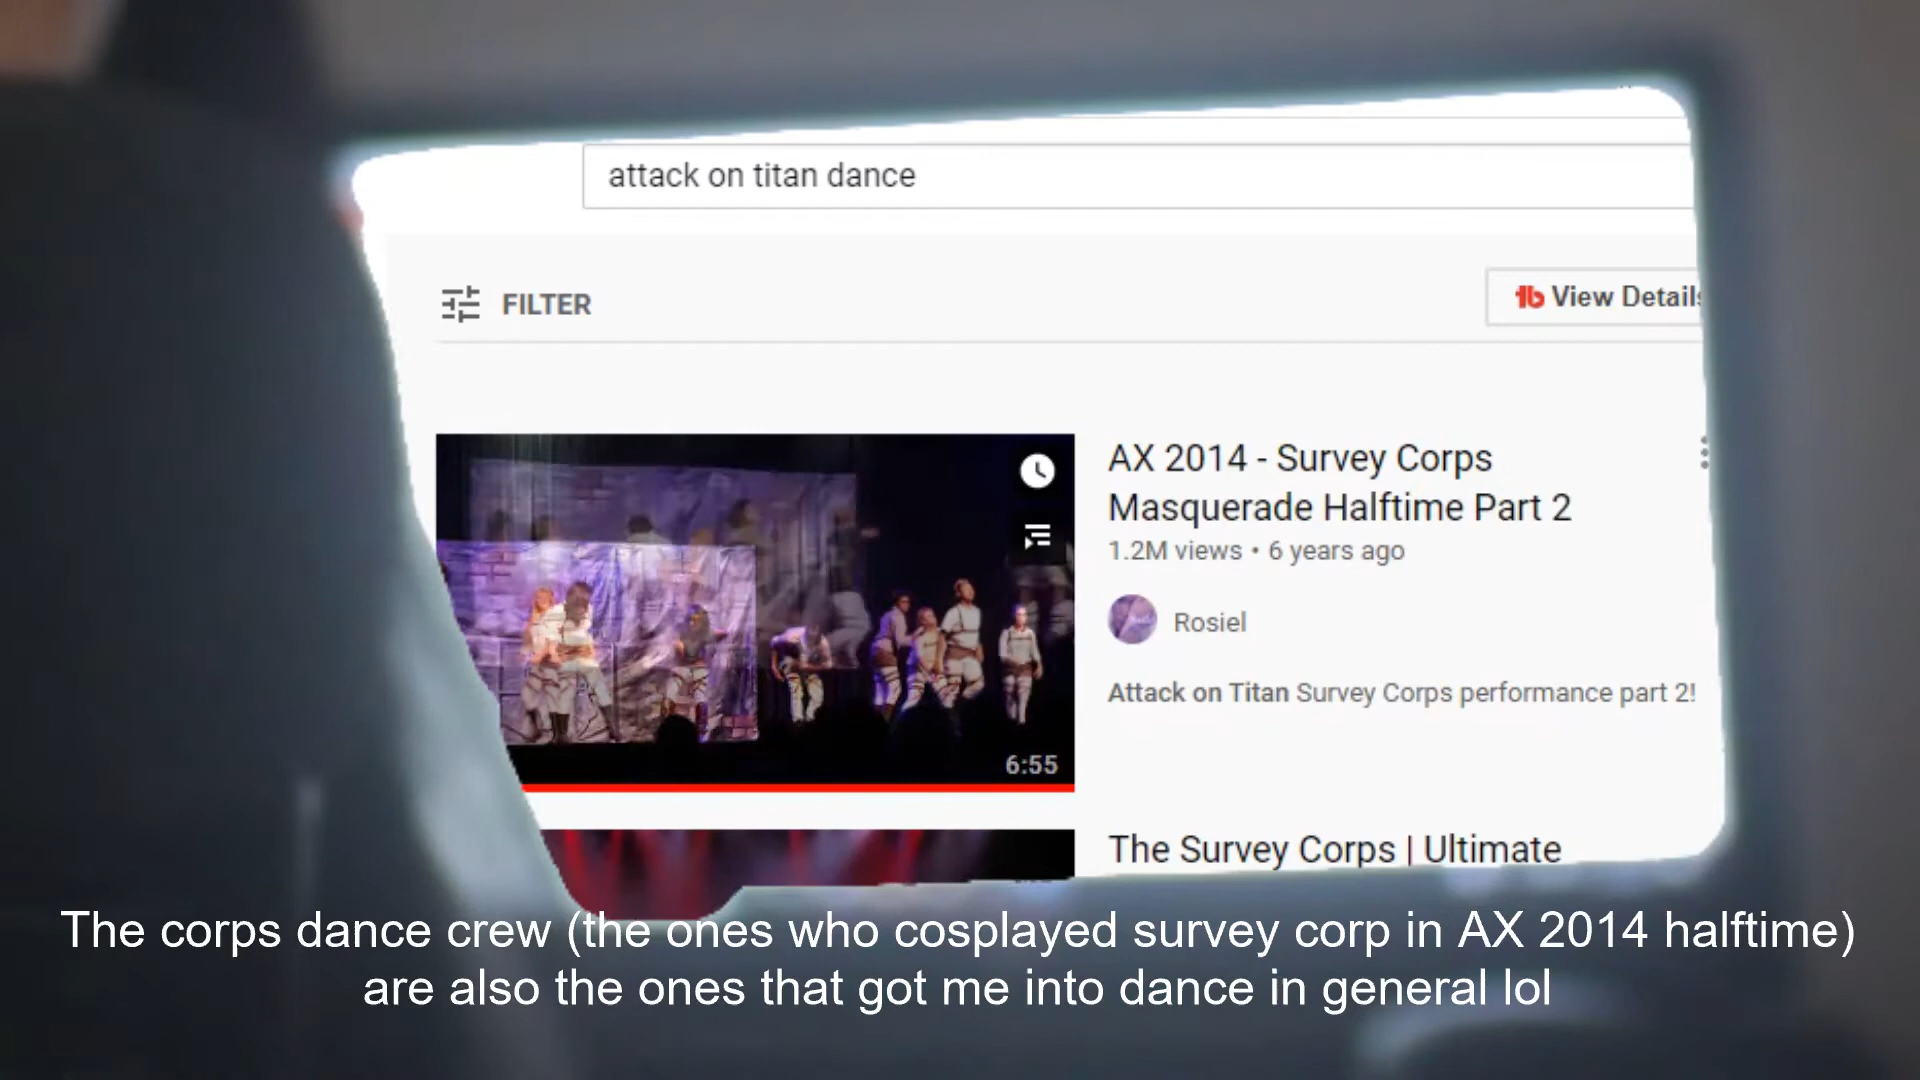 attack on titan dance
FILTER
View Details
AX 2014 - Survey Corps
Masquerade Halftime Part 2
1.2M views • 6 years ago
Rosiel
Attack on Titan Survey Corps performance part 2!
6:55
The Survey Corps | Ultimate
The corps dance crew (the ones who cosplayed survey corp in AX 2014 halftime)
are also the ones that got me into dance in general lol